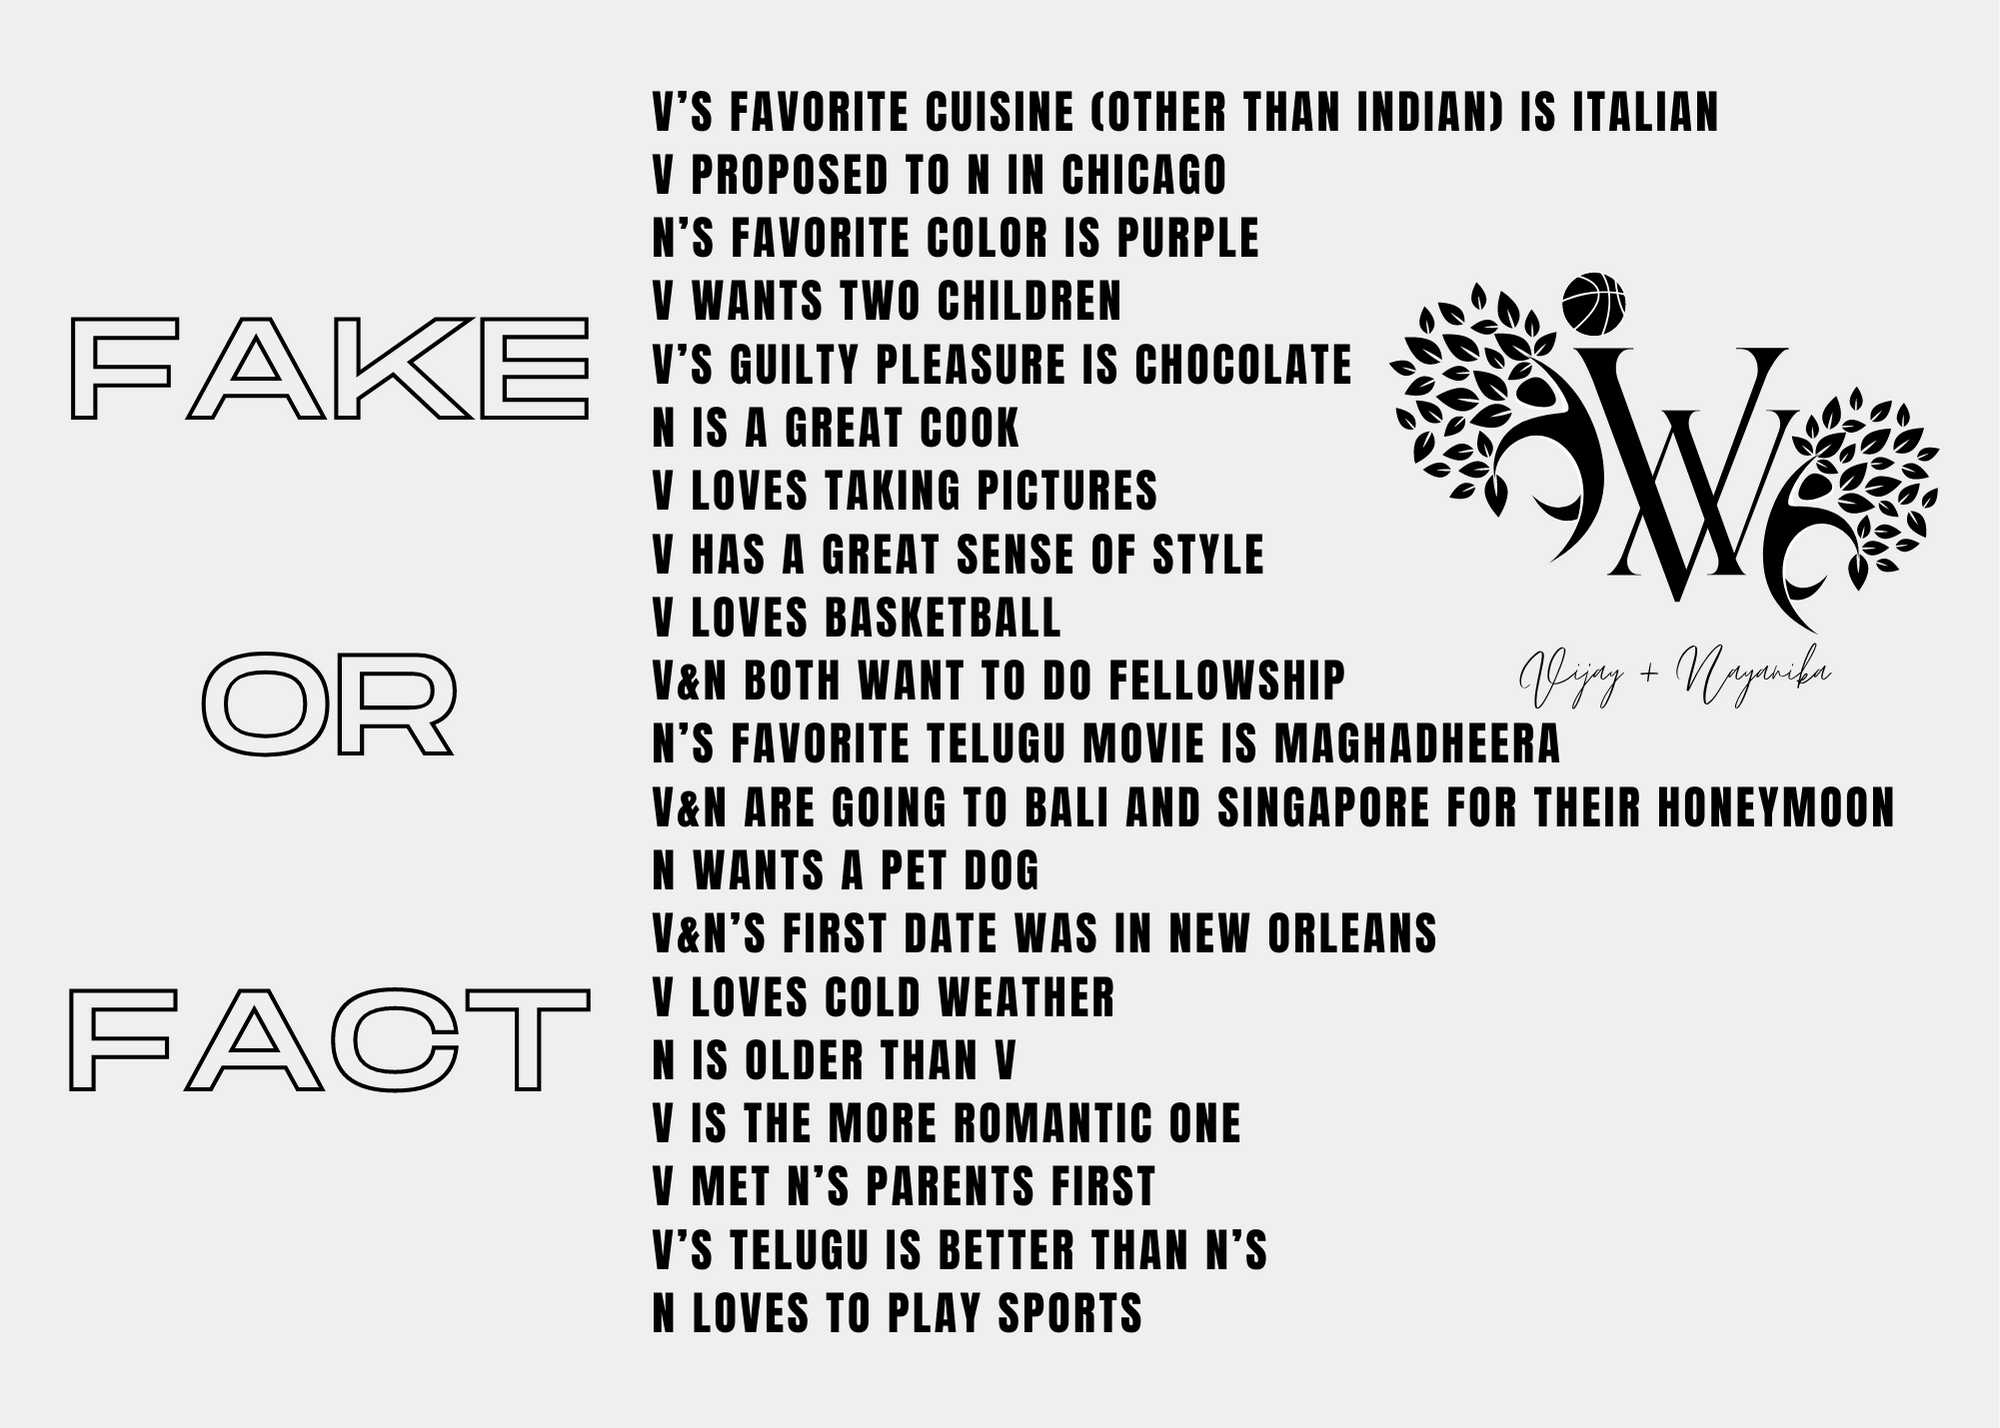 FAKE
OR
FACT
V’S FAVORITE CUISINE (OTHER THAN INDIAN) IS ITALIAN
V PROPOSED TO N IN CHICAGO
N’S FAVORITE COLOR IS PURPLE
V WANTS TWO CHILDREN
V’S GUILTY PLEASURE IS CHOCOLATE
N IS A GREAT COOK
V LOVES TAKING PICTURES
V HAS A GREAT SENSE OF STYLE
V LOVES BASKETBALL
V&N BOTH WANT TO DO FELLOWSHIP
N’S FAVORITE TELUGU MOVIE IS MAGHADHEERA
V&N ARE GOING TO BALI AND SINGAPORE FOR THEIR HONEYMOON
N WANTS A PET DOG
V&N’S FIRST DATE WAS IN NEW ORLEANS
V LOVES COLD WEATHER
N IS OLDER THAN V
V IS THE MORE ROMANTIC ONE
V MET N’S PARENTS FIRST
V’S TELUGU IS BETTER THAN N’S
N LOVES TO PLAY SPORTS
VN
Vijay + Nayanika